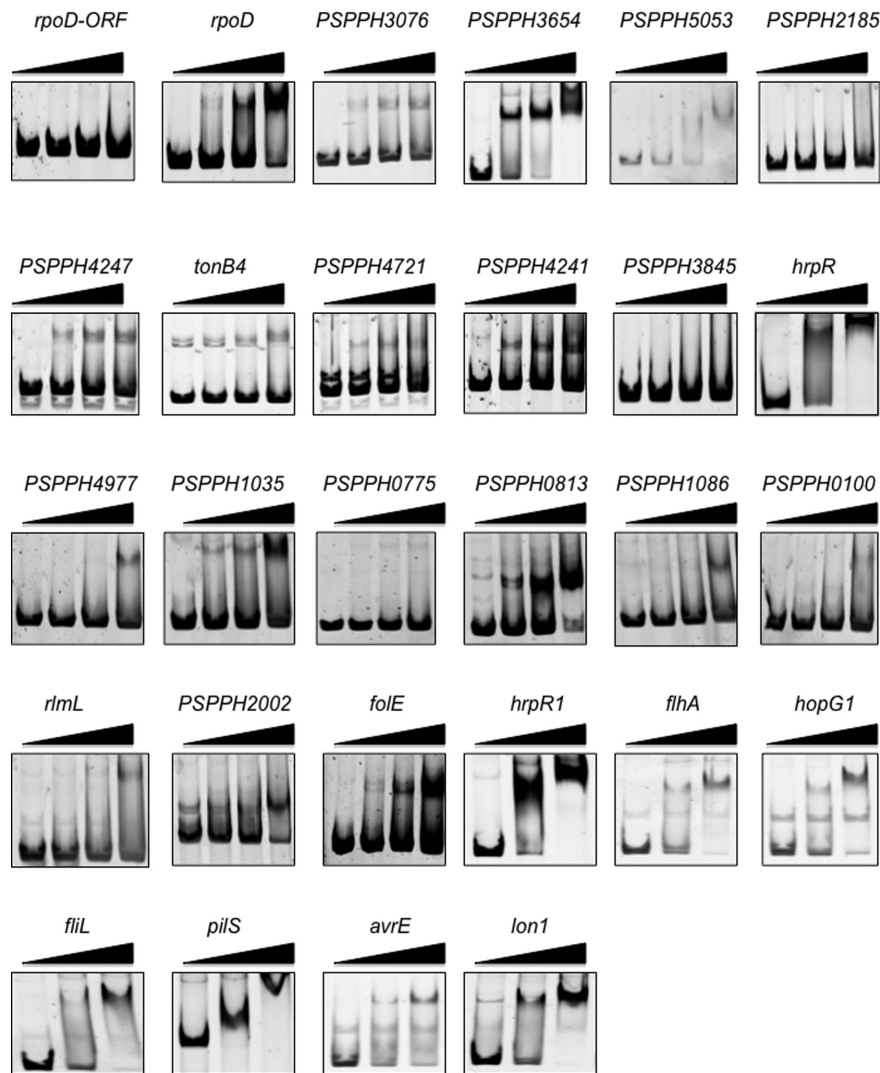 rpoD-ORF rpoD PSPPH3076 PSPPH3654 PSPPH5053 PSPPH2185
PSPPH4247 tonB4 PSPPH4721 PSPPH4241 PSPPH3845 hrpR
PSPPH4977 PSPPH1035 PSPPH0775 PSPPH0813 PSPPH1086 PSPPH0100
rlmL PSPPH2002 folE hrpR1 flhA hopG1
fliL pilS avrE lon1